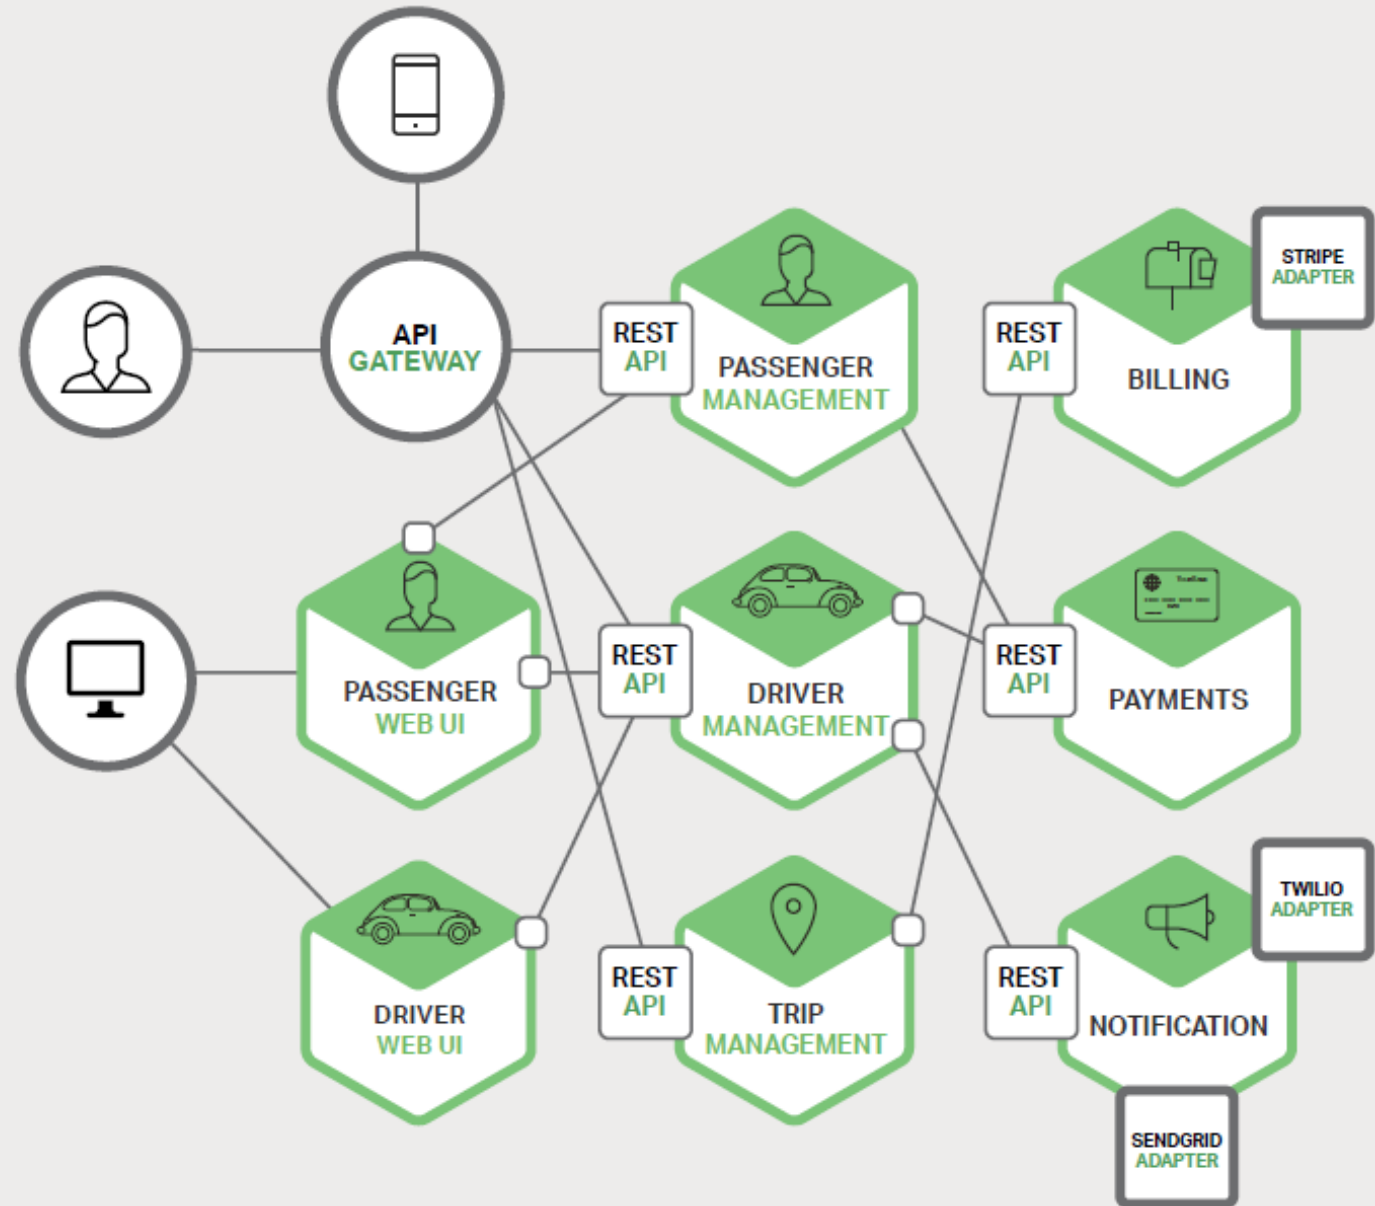 API
GATEWAY
REST
API
PASSENGER
MANAGEMENT
REST
API
BILLING
STRIPE
ADAPTER
PASSENGER
WEB UI
REST
API
DRIVER
MANAGEMENT
REST
API
PAYMENTS
DRIVER
WEB UI
REST
API
TRIP
MANAGEMENT
REST
API
NOTIFICATION
TWILIO
ADAPTER
SENDGRID
ADAPTER